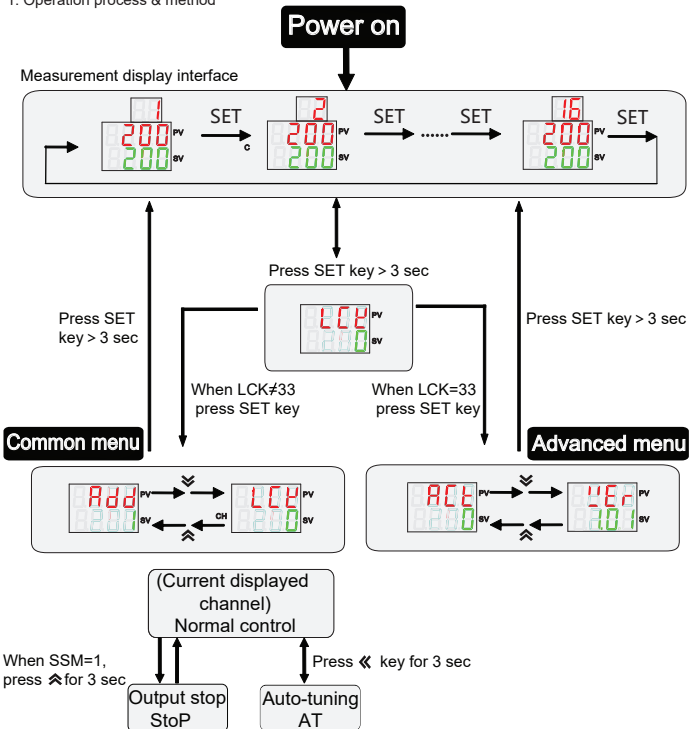 1. Operation process & method
Power on
Measurement display interface
1
200 PV
200 SV
SET
C
2
200 PV
200 SV
SET
......
SET
16
200 PV
200 SV
SET
Press SET key > 3 sec
LCK PV
0 SV
Press SET
key > 3 sec
Press SET key > 3 sec
When LCK≠33
press SET key
When LCK=33
press SET key
Common menu
Advanced menu
Add PV
1 SV
LCK PV
CH
0 SV
ACt PV
0 SV
VEr PV
1.01 SV
(Current displayed
channel)
Normal control
When SSM=1,
press ︽ for 3 sec
Press « key for 3 sec
Output stop
StoP
Auto-tuning
AT